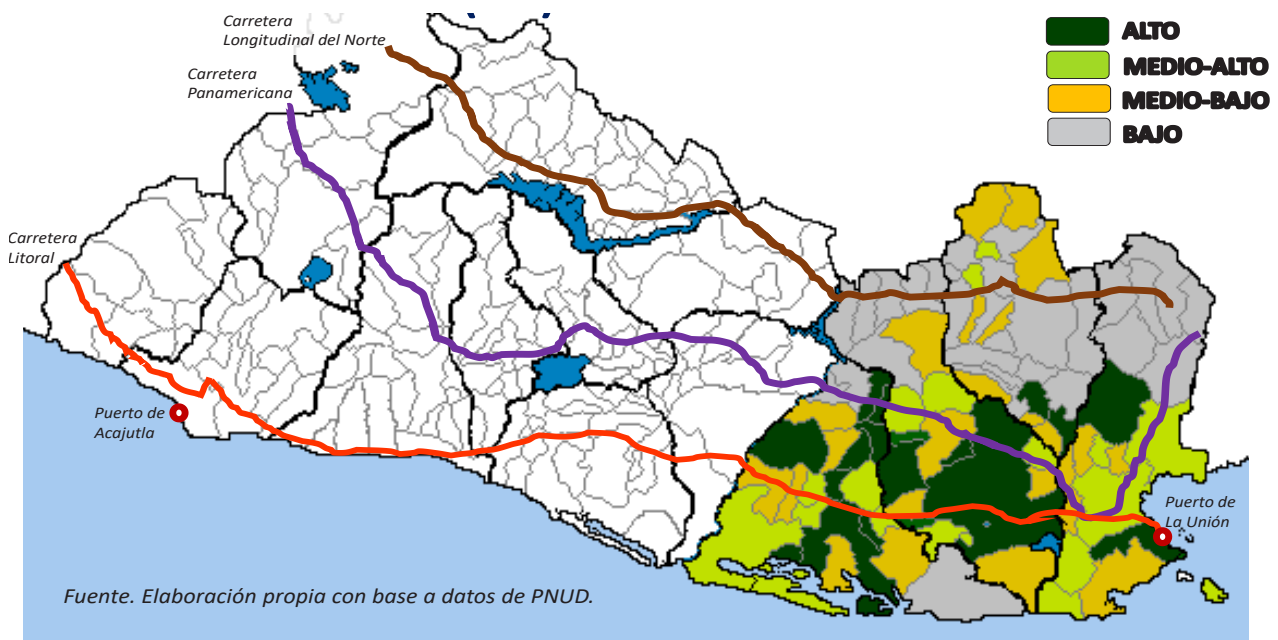 Carretera
Longitudinal del Norte
Carretera
Panamericana
ALTO
MEDIO-ALTO
MEDIO-BAJO
BAJO
Carretera
Litoral
Puerto de
Acajutla
Puerto de
La Unión
Fuente. Elaboración propia con base a datos de PNUD.